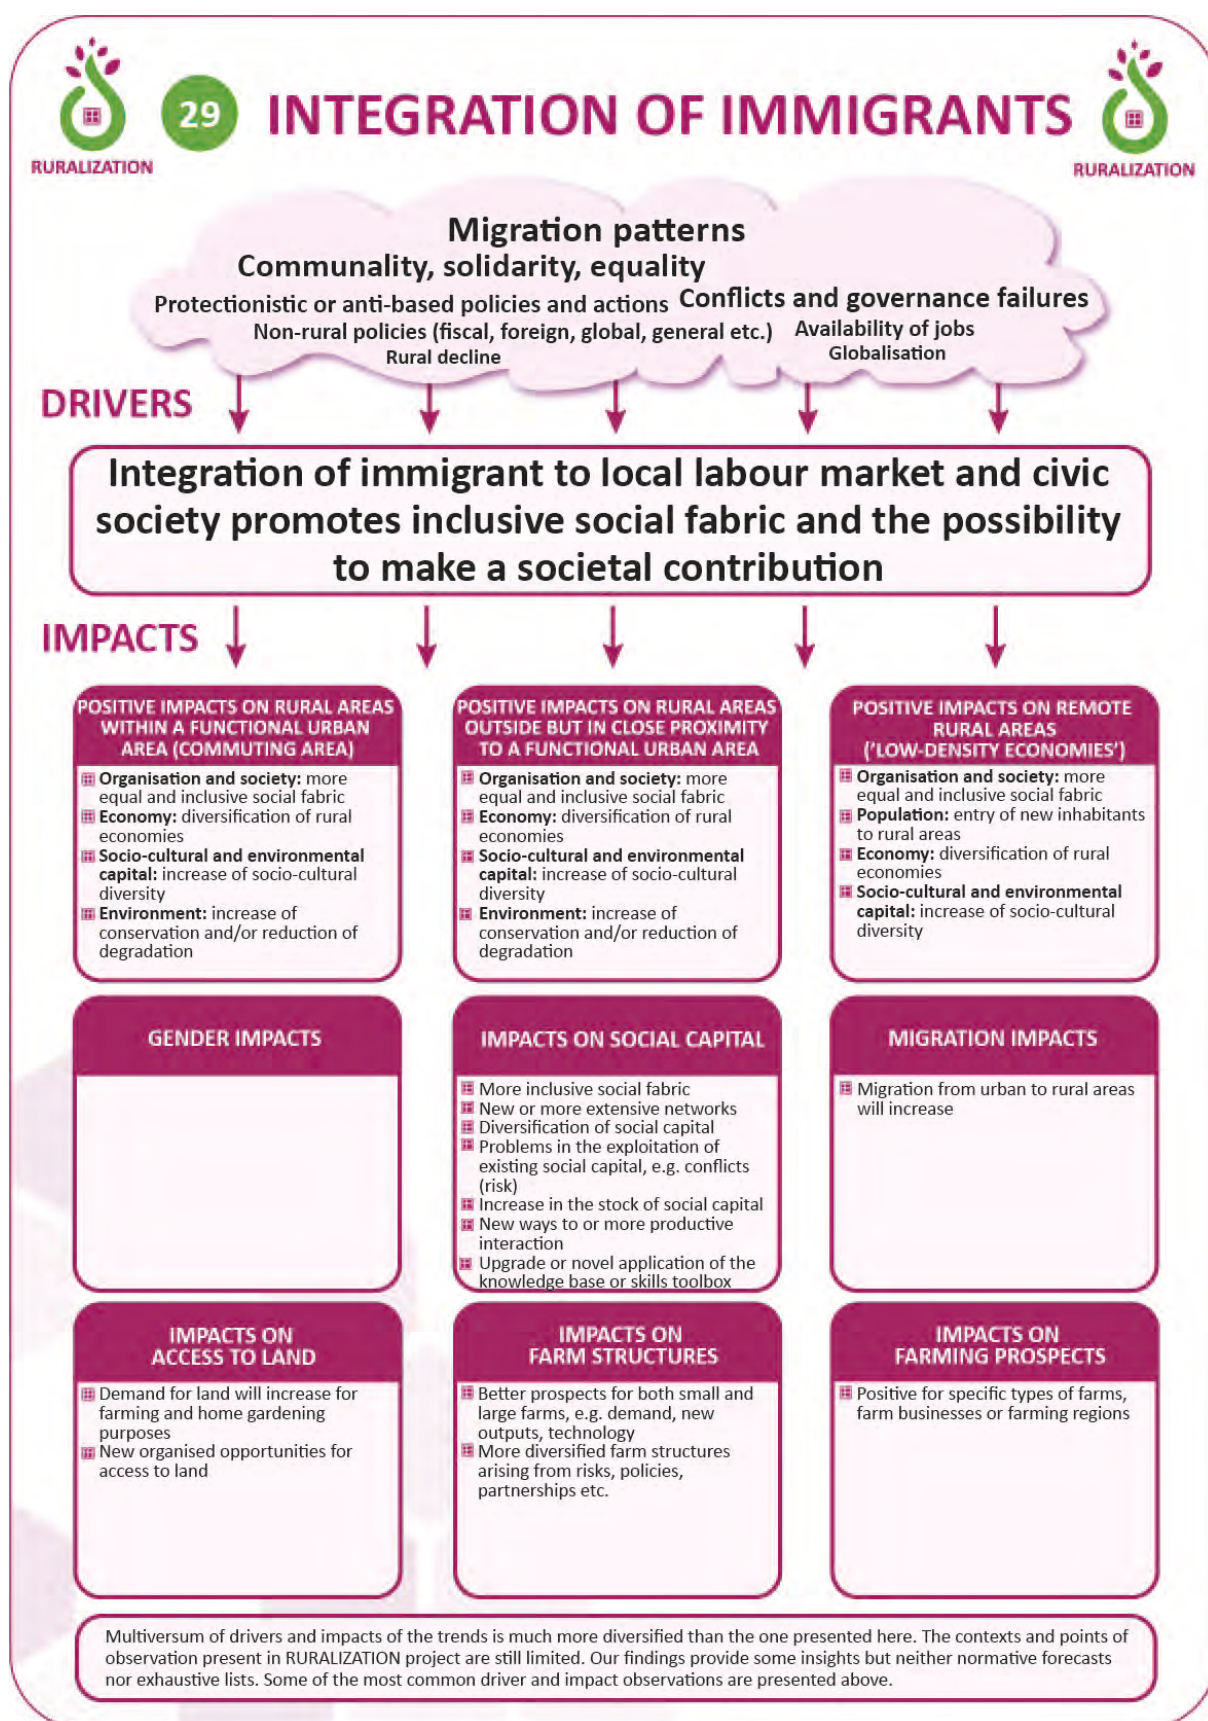 29 INTEGRATION OF IMMIGRANTS
RURALIZATION
RURALIZATION
Migration patterns
Communality, solidarity, equality
Protectionistic or anti-based policies and actions
Conflicts and governance failures
Non-rural policies (fiscal, foreign, global, general etc.)
Availability of jobs
Rural decline
Globalisation
DRIVERS
Integration of immigrant to local labour market and civic
society promotes inclusive social fabric and the possibility
to make a societal contribution
IMPACTS
POSITIVE IMPACTS ON RURAL AREAS
WITHIN A FUNCTIONAL URBAN
AREA (COMMUTING AREA)
Organisation and society: more
equal and inclusive social fabric
Economy: diversification of rural
economies
Socio-cultural and environmental
capital: increase of socio-cultural
diversity
Environment: increase of
conservation and/or reduction of
degradation
POSITIVE IMPACTS ON RURAL AREAS
OUTSIDE BUT IN CLOSE PROXIMITY
TO A FUNCTIONAL URBAN AREA
Organisation and society: more
equal and inclusive social fabric
Economy: diversification of rural
economies
Socio-cultural and environmental
capital: increase of socio-cultural
diversity
Environment: increase of
conservation and/or reduction of
degradation
POSITIVE IMPACTS ON REMOTE
RURAL AREAS
('LOW-DENSITY ECONOMIES')
Organisation and society: more
equal and inclusive social fabric
Population: entry of new inhabitants
to rural areas
Economy: diversification of rural
economies
Socio-cultural and environmental
capital: increase of socio-cultural
diversity
GENDER IMPACTS
IMPACTS ON SOCIAL CAPITAL
More inclusive social fabric
New or more extensive networks
Diversification of social capital
Problems in the exploitation of
existing social capital, e.g. conflicts
(risk)
Increase in the stock of social capital
New ways to or more productive
interaction
Upgrade or novel application of the
knowledge base or skills toolbox
MIGRATION IMPACTS
Migration from urban to rural areas
will increase
IMPACTS ON
ACCESS TO LAND
Demand for land will increase for
farming and home gardening
purposes
New organised opportunities for
access to land
IMPACTS ON
FARM STRUCTURES
Better prospects for both small and
large farms, e.g. demand, new
outputs, technology
More diversified farm structures
arising from risks, policies,
partnerships etc.
IMPACTS ON
FARMING PROSPECTS
Positive for specific types of farms,
farm businesses or farming regions
Multiversum of drivers and impacts of the trends is much more diversified than the one presented here. The contexts and points of
observation present in RURALIZATION project are still limited. Our findings provide some insights but neither normative forecasts
nor exhaustive lists. Some of the most common driver and impact observations are presented above.